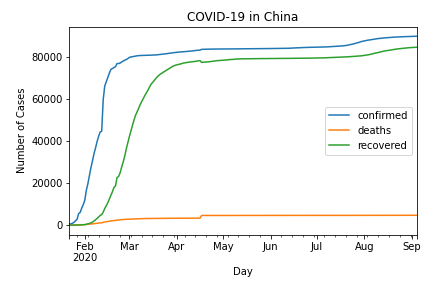 COVID-19 in China
Number of Cases
80000
60000
40000
20000
0
confirmed
deaths
recovered
Feb Mar Apr May Jun Jul Aug Sep
2020
Day